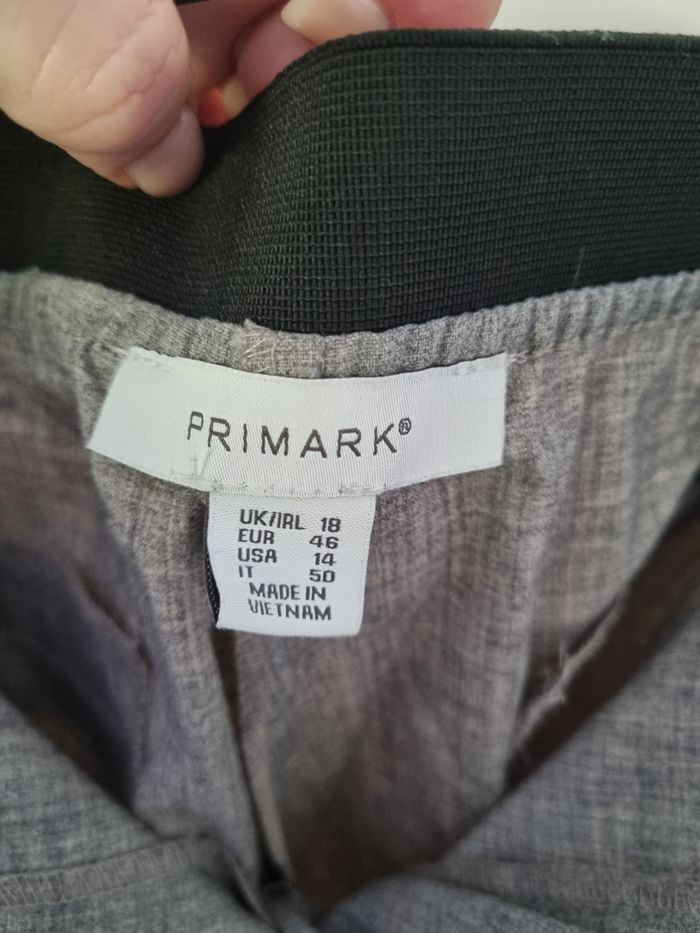 PRIMARK®
UK/IRL 18
EUR 46
USA 14
IT 50
MADE IN
VIETNAM